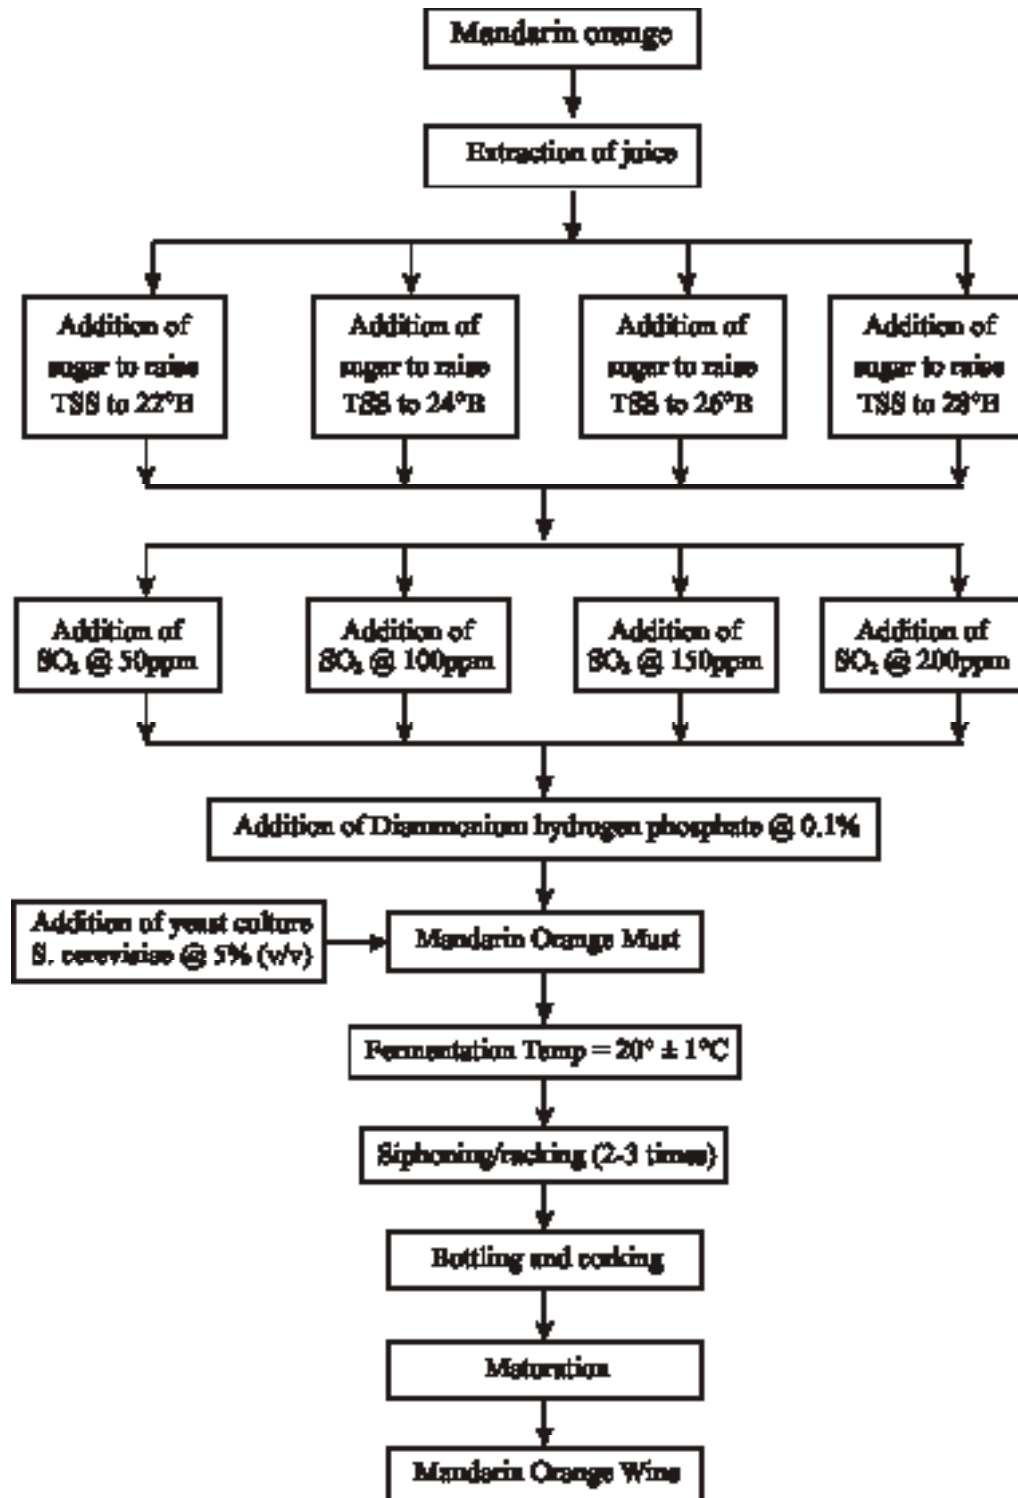 Mandarin orange
Extraction of juice
Addition of
sugar to raise
TSS to 22°B
Addition of
sugar to raise
TSS to 24°B
Addition of
sugar to raise
TSS to 26°B
Addition of
sugar to raise
TSS to 28°B
Addition of
SO₂ @ 50ppm
Addition of
SO₂ @ 100ppm
Addition of
SO₂ @ 150ppm
Addition of
SO₂ @ 200ppm
Addition of Diammonium hydrogen phosphate @ 0.1%
Addition of yeast culture
S. cerevisiae @ 5% (v/v)
Mandarin Orange Must
Fermentation Temp = 20° ± 1°C
Siphoning/racking (2-3 times)
Bottling and corking
Maturation
Mandarin Orange Wine